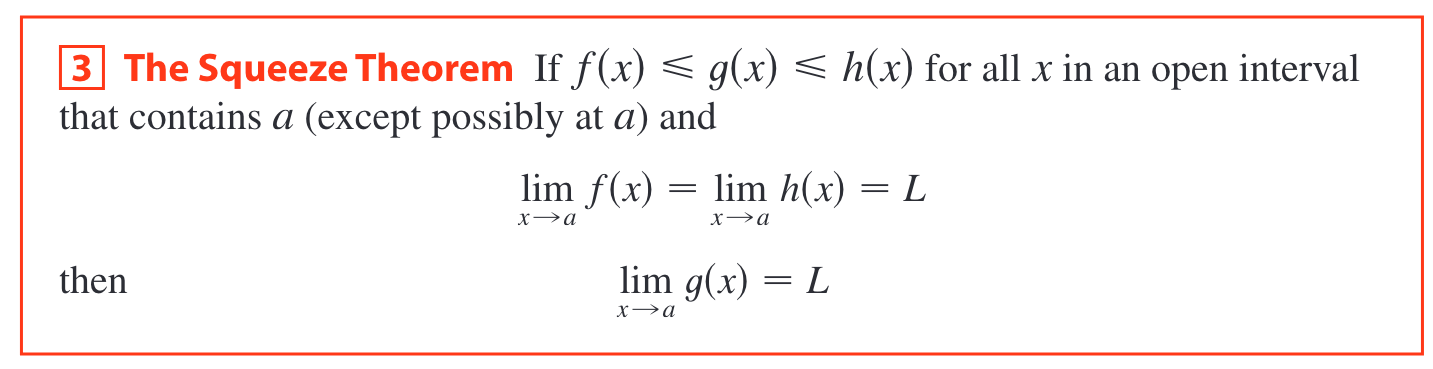 3 The Squeeze Theorem If f(x) ⩽ g(x) ⩽ h(x) for all x in an open interval
that contains a (except possibly at a) and
lim f(x) = lim h(x) = L
x→a x→a
then lim g(x) = L
x→a